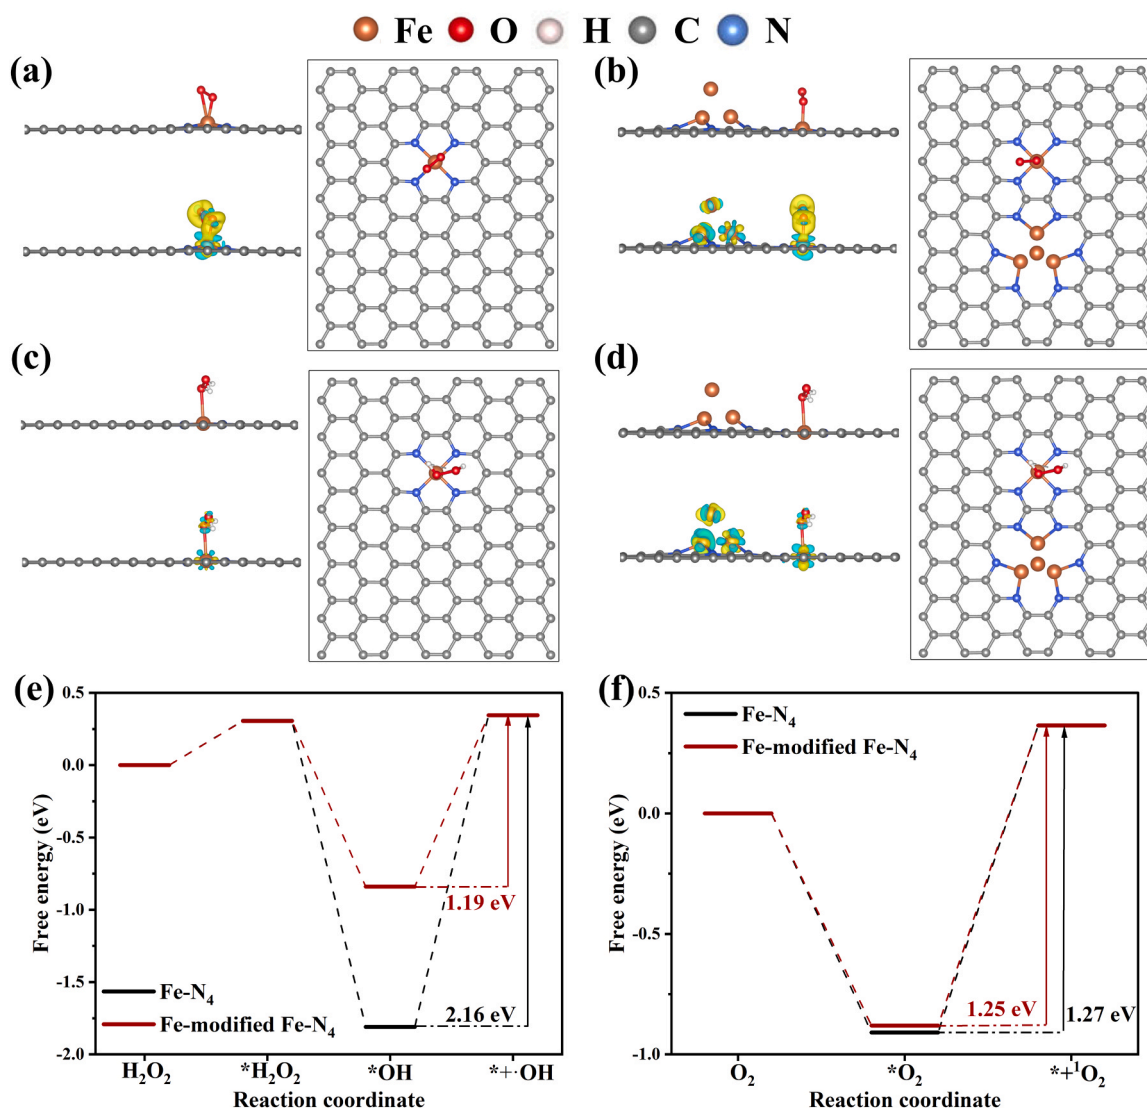 Fe O H C N
(a)
(b)
(c)
(d)
(e)
0.5
0.0
-0.5
-1.0
-1.5
-2.0
Free energy (eV)
1.19 eV
2.16 eV
Fe-N₄
Fe-modified Fe-N₄
H₂O₂ *H₂O₂ *OH *+·OH
Reaction coordinate
(f)
0.5
0.0
-0.5
-1.0
Free energy (eV)
Fe-N₄
Fe-modified Fe-N₄
1.25 eV
1.27 eV
O₂ *O₂ *+¹O₂
Reaction coordinate